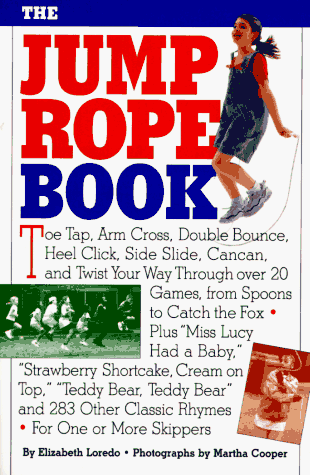 THE
JUMP
ROPE
BOOK
Toe Tap, Arm Cross, Double Bounce,
Heel Click, Side Slide, Cancan,
and Twist Your Way Through over 20
Games, from Spoons
to Catch the Fox •
Plus "Miss Lucy
Had a Baby,"
"Strawberry Shortcake, Cream on
Top," "Teddy Bear, Teddy Bear"
and 283 Other Classic Rhymes
• For One or More Skippers
By Elizabeth Loredo • Photographs by Martha Cooper